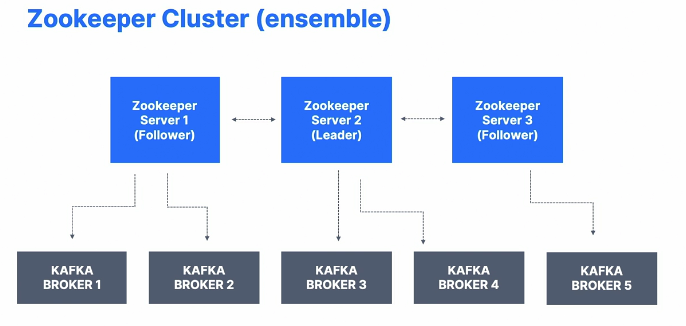 Zookeeper Cluster (ensemble)
Zookeeper
Server 1
(Follower)
Zookeeper
Server 2
(Leader)
Zookeeper
Server 3
(Follower)
KAFKA
BROKER 1
KAFKA
BROKER 2
KAFKA
BROKER 3
KAFKA
BROKER 4
KAFKA
BROKER 5